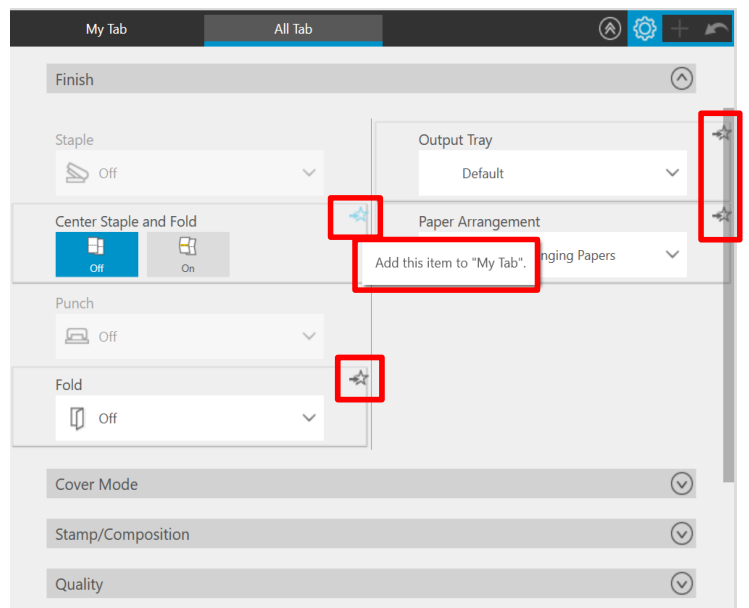 My Tab
All Tab
Finish
Staple
Off
Center Staple and Fold
Off
On
Punch
Off
Fold
Off
Output Tray
Default
Paper Arrangement
Papers
Add this item to "My Tab".
Cover Mode
Stamp/Composition
Quality